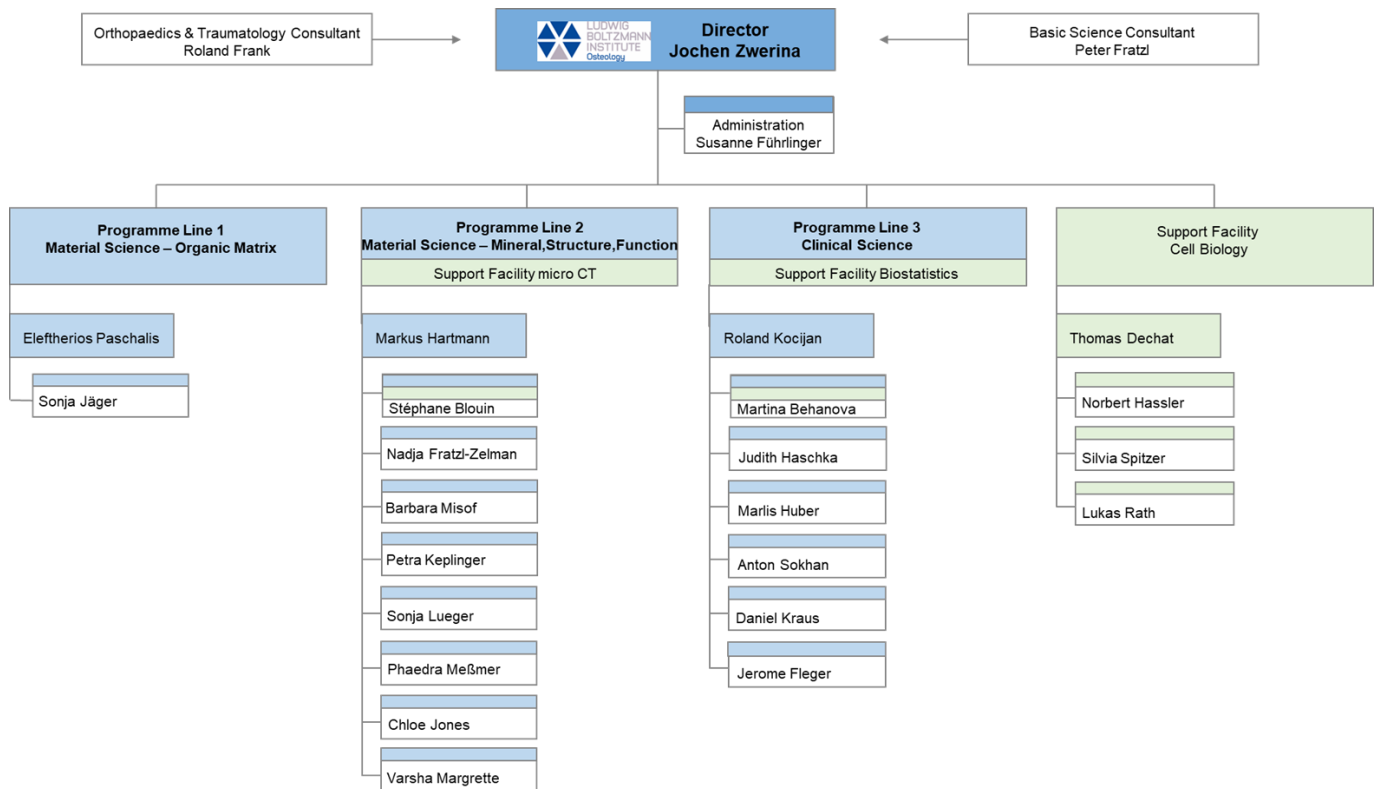 Orthopaedics & Traumatology Consultant
Roland Frank
LUDWIG
BOLTZMANN
INSTITUTE
Osteology
Director
Jochen Zwerina
Basic Science Consultant
Peter Fratzl
Administration
Susanne Führlinger
Programme Line 1
Material Science – Organic Matrix
Eleftherios Paschalis
Sonja Jäger
Programme Line 2
Material Science – Mineral,Structure,Function
Support Facility micro CT
Markus Hartmann
Stéphane Blouin
Nadja Fratzl-Zelman
Barbara Misof
Petra Keplinger
Sonja Lueger
Phaedra Meßmer
Chloe Jones
Varsha Margrette
Programme Line 3
Clinical Science
Support Facility Biostatistics
Roland Kocijan
Martina Behanova
Judith Haschka
Marlis Huber
Anton Sokhan
Daniel Kraus
Jerome Fleger
Support Facility
Cell Biology
Thomas Dechat
Norbert Hassler
Silvia Spitzer
Lukas Rath